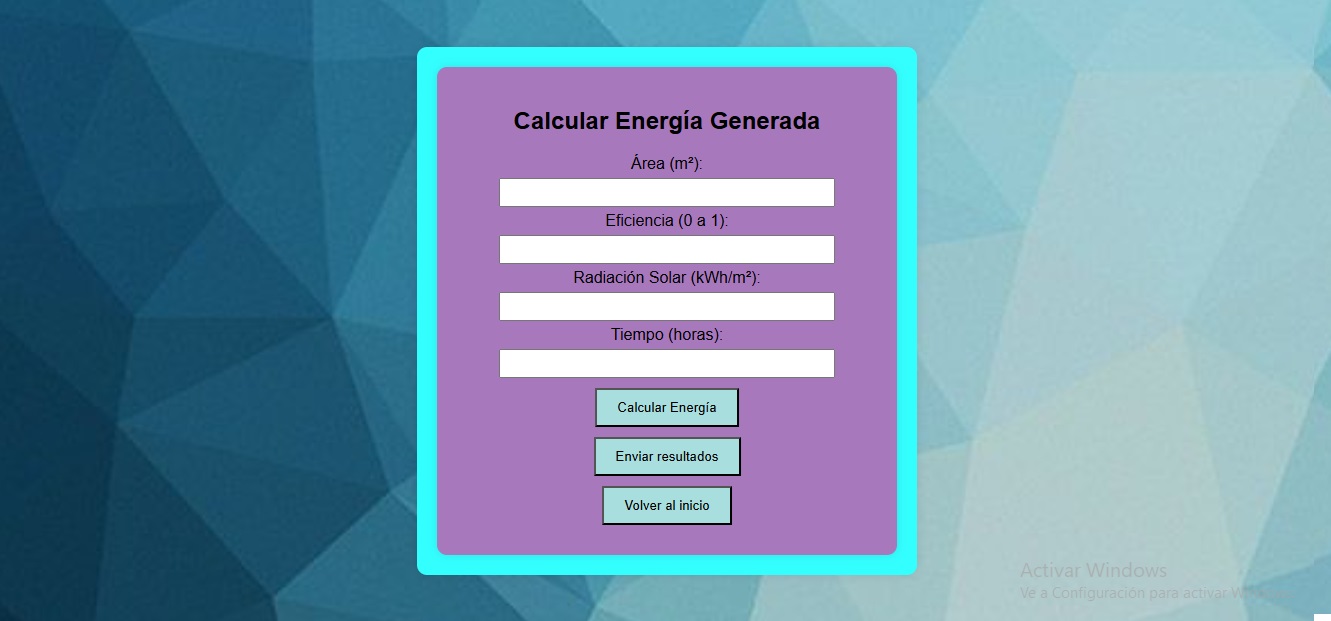 Calcular Energía Generada
Área (m²):
Eficiencia (0 a 1):
Radiación Solar (kWh/m²):
Tiempo (horas):
Calcular Energía
Enviar resultados
Volver al inicio
Activar Windows
Ve a Configuración para activar Windows.